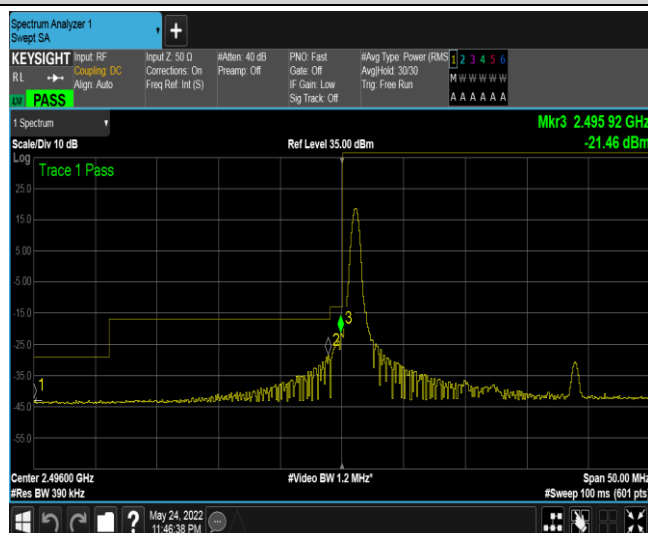 Spectrum Analyzer 1
Swept SA
KEYSIGHT
RL
PASS
Input: RF
Coupling: DC
Align: Auto
Input Z: 50 Ω
Corrections: On
Freq Ref: Int (S)
#Atten: 40 dB
Preamp: Off
PNO: Fast
Gate: Off
IF Gain: Low
Sig Track: Off
#Avg Type: Power (RMS
Avg|Hold: 30/30
Trig: Free Run
1 2 3 4 5 6
M W W W W W
A A A A A A
1 Spectrum
Scale/Div 10 dB
Ref Level 35.00 dBm
Mkr3 2.495 92 GHz
-21.46 dBm
Log
Trace 1 Pass
25.0
15.0
5.00
-5.00
-15.0
-25.0
-35.0
-45.0
-55.0
1
2
3
Center 2.49600 GHz
#Video BW 1.2 MHz*
Span 50.00 MHz
#Res BW 390 kHz
#Sweep 100 ms (601 pts)
?
May 24, 2022
11:46:38 PM